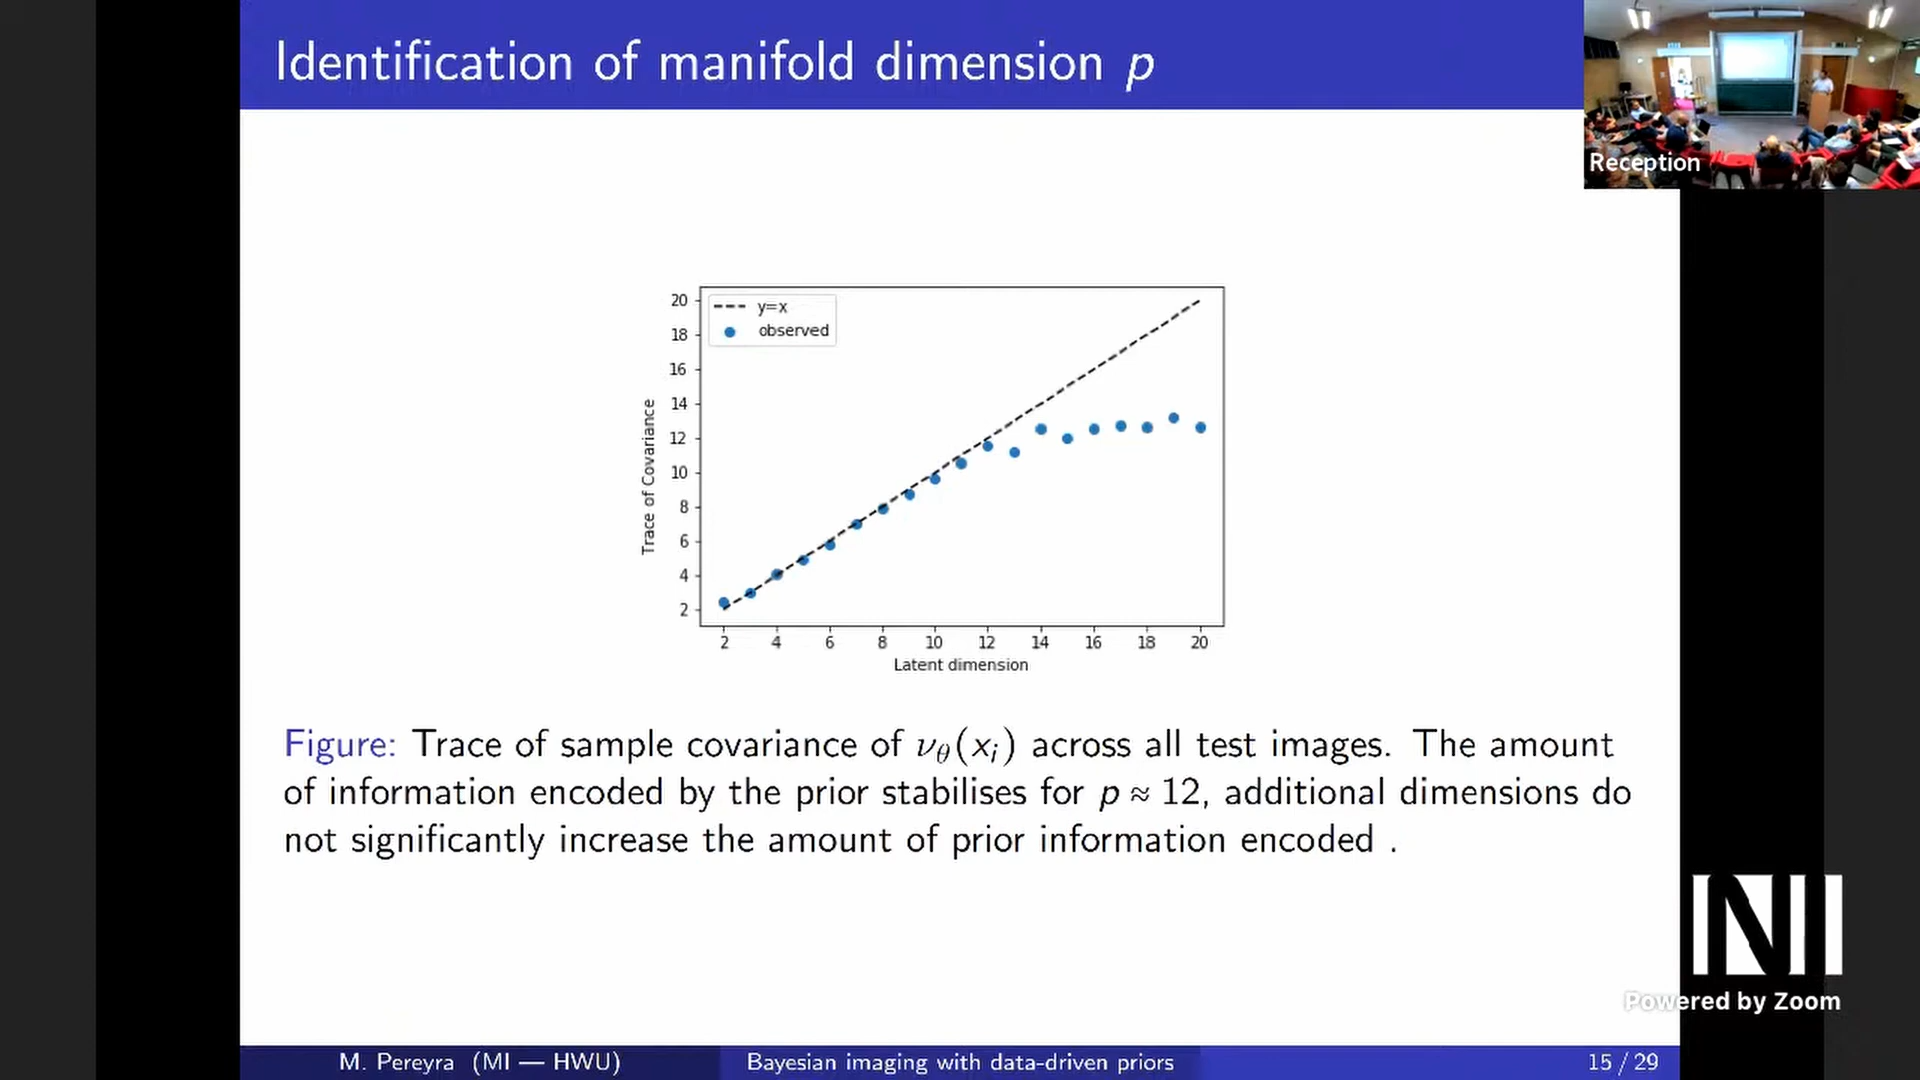 Identification of manifold dimension p
Reception
20
18
16
14
12
10
8
6
4
2
Trace of Covariance
y=x
observed
2 4 6 8 10 12 14 16 18 20
Latent dimension
Figure: Trace of sample covariance of ν_θ(x_i) across all test images. The amount
of information encoded by the prior stabilises for p ≈ 12, additional dimensions do
not significantly increase the amount of prior information encoded .
NI
Powered by Zoom
M. Pereyra (MI — HWU) Bayesian imaging with data-driven priors 15 / 29